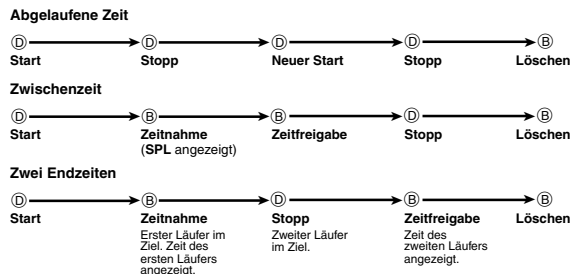 Abgelaufene Zeit
Ⓓ Ⓓ Ⓓ Ⓓ Ⓑ
Start Stopp Neuer Start Stopp Löschen
Zwischenzeit
Ⓓ Ⓑ Ⓑ Ⓓ Ⓑ
Start Zeitnahme Zeitfreigabe Stopp Löschen
(SPL angezeigt)
Zwei Endzeiten
Ⓓ Ⓑ Ⓓ Ⓑ Ⓑ
Start Zeitnahme Stopp Zeitfreigabe Löschen
Erster Läufer im Zweiter Läufer Zeit des
Ziel. Zeit des im Ziel. zweiten Läufers
ersten Läufers angezeigt.
angezeigt.